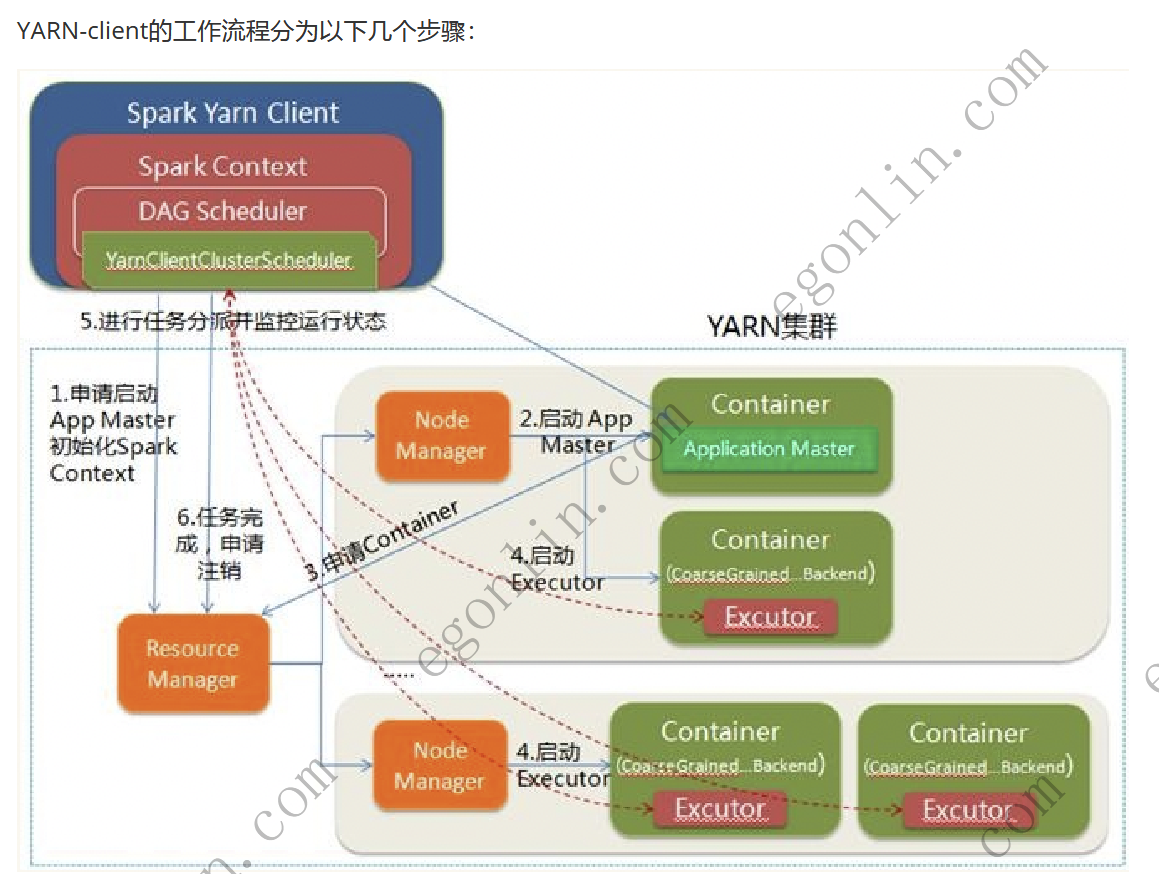 YARN-client的工作流程分为以下几个步骤：
Spark Yarn Client
Spark Context
DAG Scheduler
YarnClientClusterScheduler
5.进行任务分派并监控运行状态
YARN集群
1.申请启动
App Master
初始化Spark
Context
6.任务完
成，申请
注销
3.申请Container
Resource
Manager
Node
Manager
2.启动 App
Master
Container
Application Master
4.启动
Executor
Container
(CoarseGrained...Backend)
Excutor
......
Node
Manager
4.启动
Executor
Container
(CoarseGrained...Backend)
Excutor
Container
(CoarseGrained...Backend)
Excutor
egonlin.com
egonlin.com
n.com
com
e